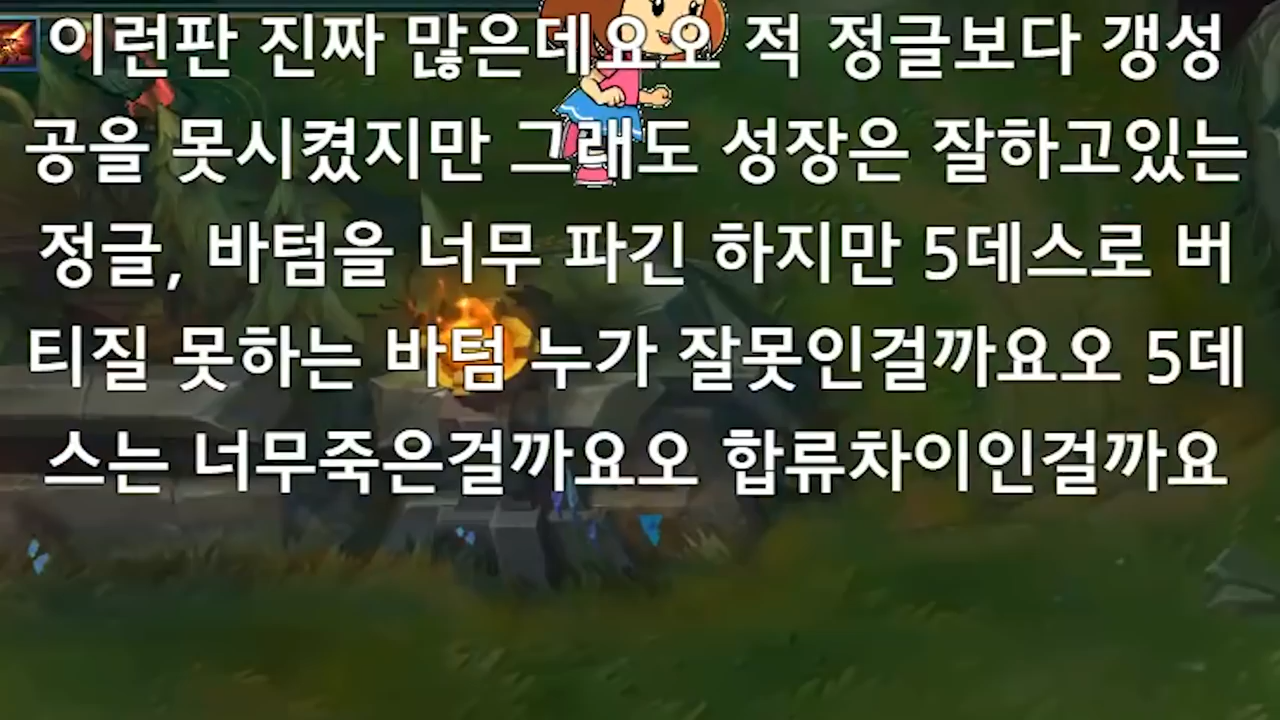 이런판 진짜 많은데요오 적 정글보다 갱성
공을 못시켰지만 그래도 성장은 잘하고있는
정글, 바텀을 너무 파긴 하지만 5데스로 버
티질 못하는 바텀 누가 잘못인걸까요오 5데
스는 너무죽은걸까요오 합류차이인걸까요